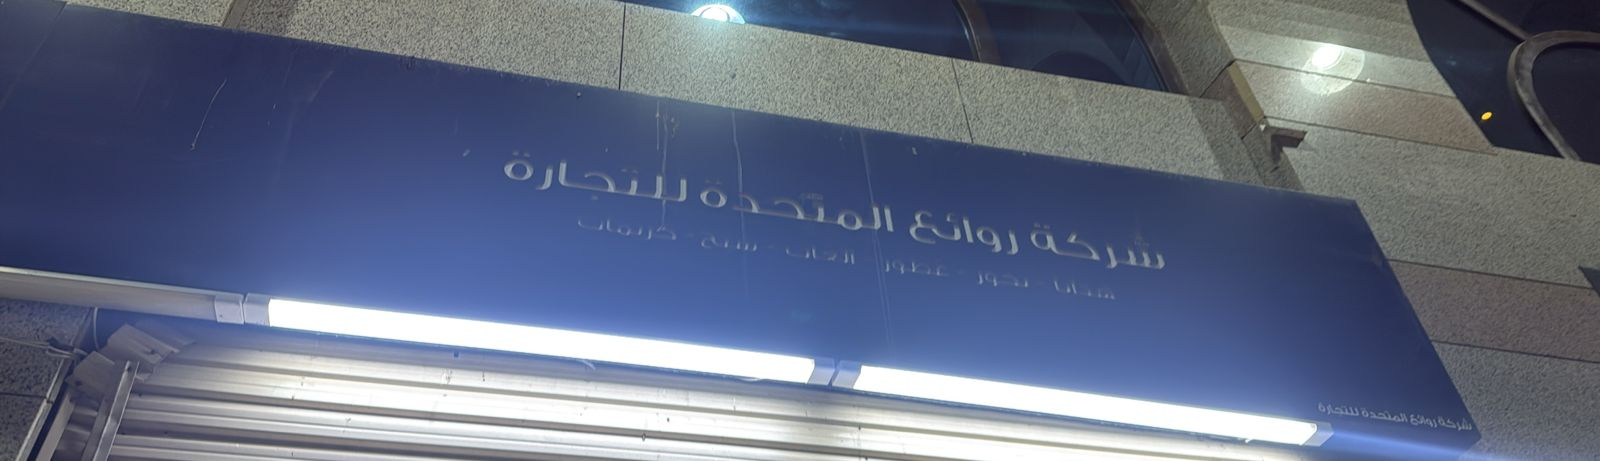 شركة روائع المتحدة للتجارة
هدايا - بخور - عطور - ألعاب - سبح - كريمات
شركة روائع المتحدة للتجارة